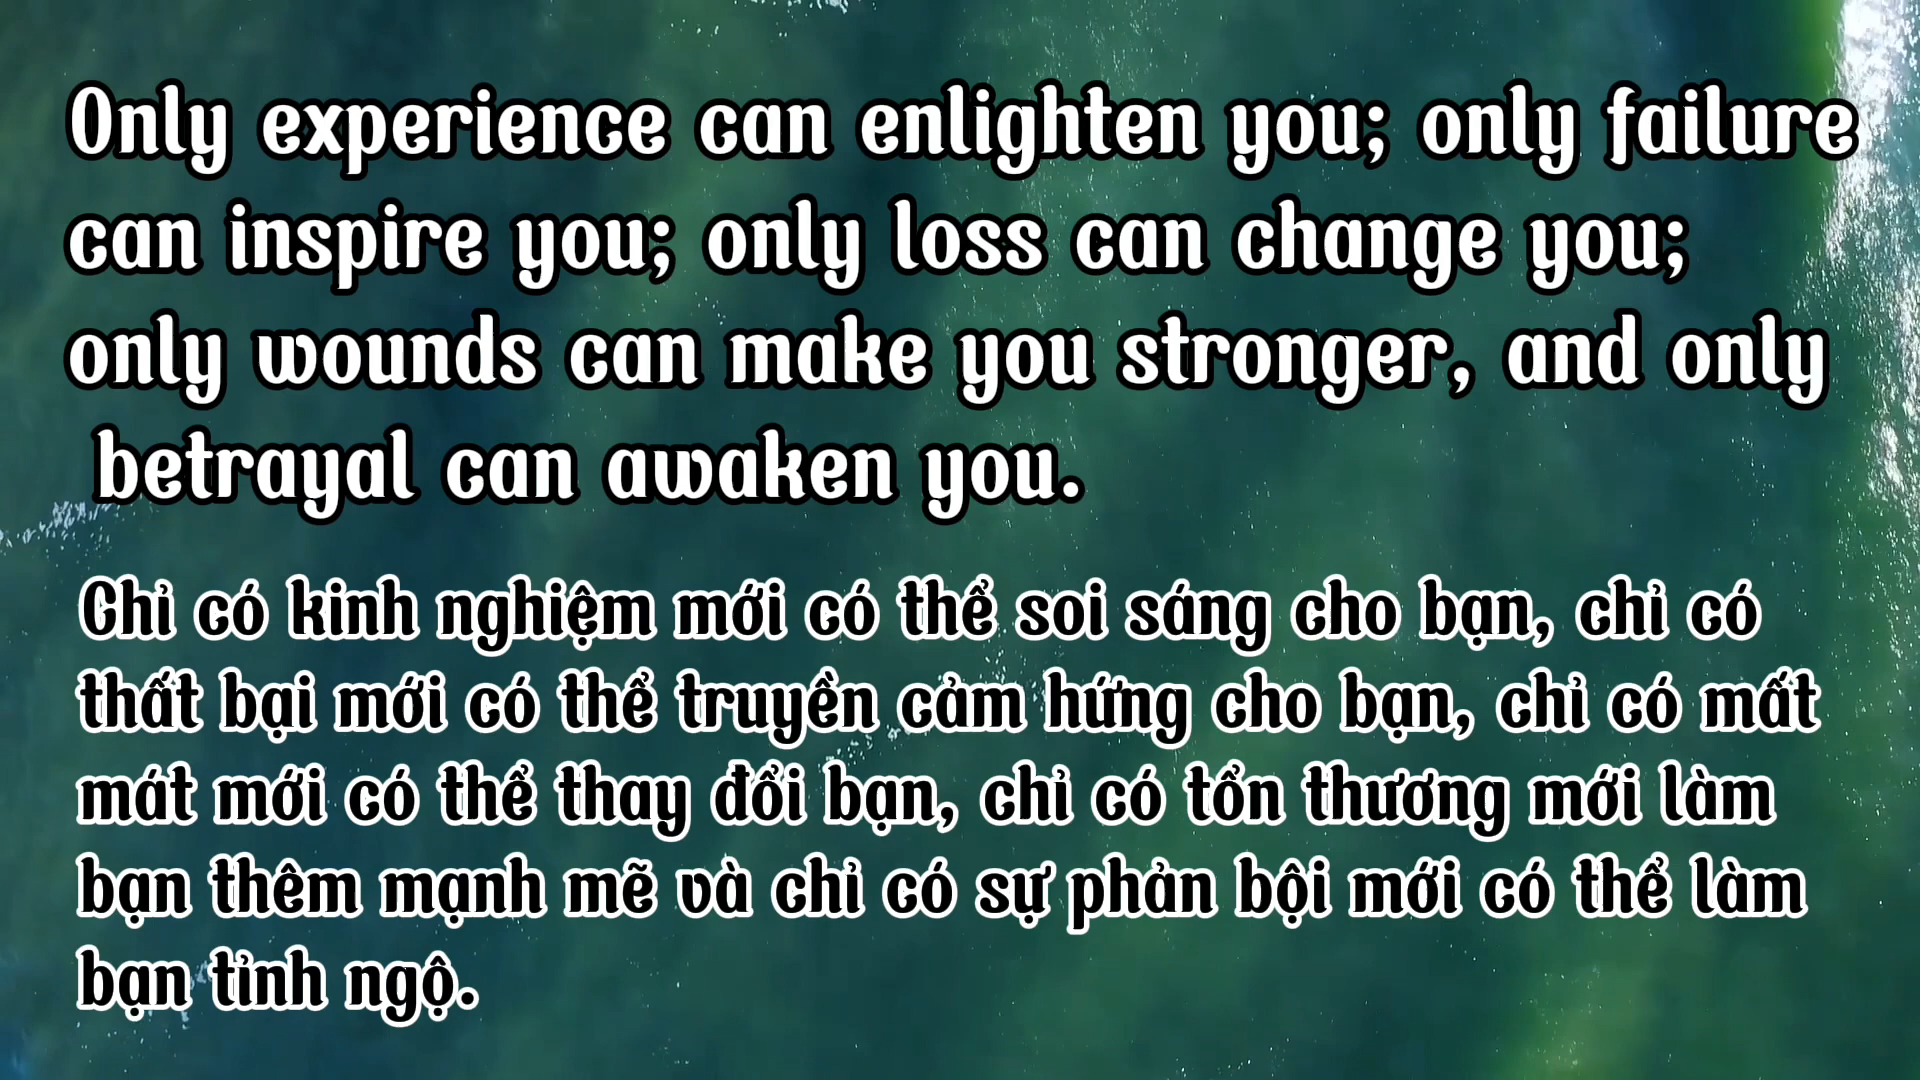 Only experience can enlighten you; only failure
can inspire you; only loss can change you;
only wounds can make you stronger, and only
betrayal can awaken you.
Chỉ có kinh nghiệm mới có thể soi sáng cho bạn, chỉ có
thất bại mới có thể truyền cảm hứng cho bạn, chỉ có mất
mát mới có thể thay đổi bạn, chỉ có tổn thương mới làm
bạn thêm mạnh mẽ và chỉ có sự phản bội mới có thể làm
bạn tỉnh ngộ.